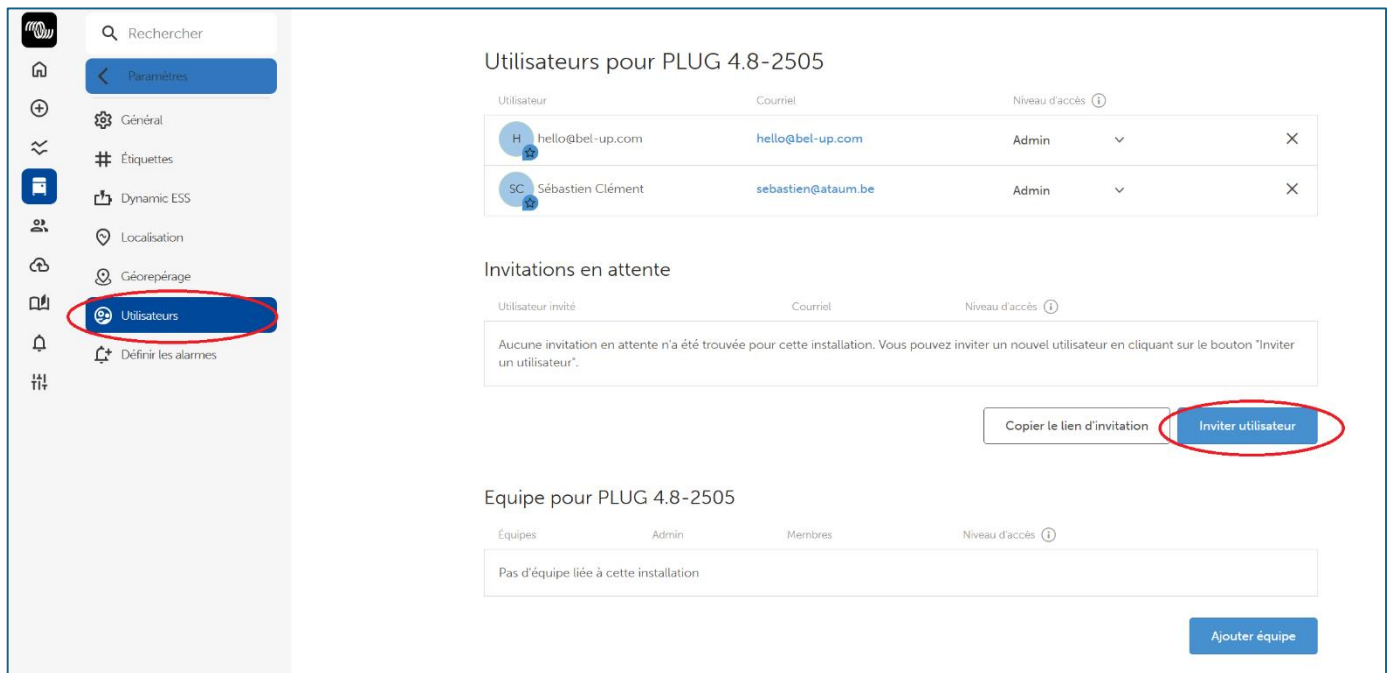 Rechercher
Paramètres
Général
Étiquettes
Dynamic ESS
Localisation
Géorepérage
Utilisateurs
Définir les alarmes
Utilisateurs pour PLUG 4.8-2505
Utilisateur Courriel Niveau d'accès
H hello@bel-up.com hello@bel-up.com Admin
SC Sébastien Clément sebastien@ataum.be Admin
Invitations en attente
Utilisateur invité Courriel Niveau d'accès
Aucune invitation en attente n'a été trouvée pour cette installation. Vous pouvez inviter un nouvel utilisateur en cliquant sur le bouton "Inviter
un utilisateur".
Copier le lien d'invitation Inviter utilisateur
Equipe pour PLUG 4.8-2505
Équipes Admin Membres Niveau d'accès
Pas d'équipe liée à cette installation
Ajouter équipe